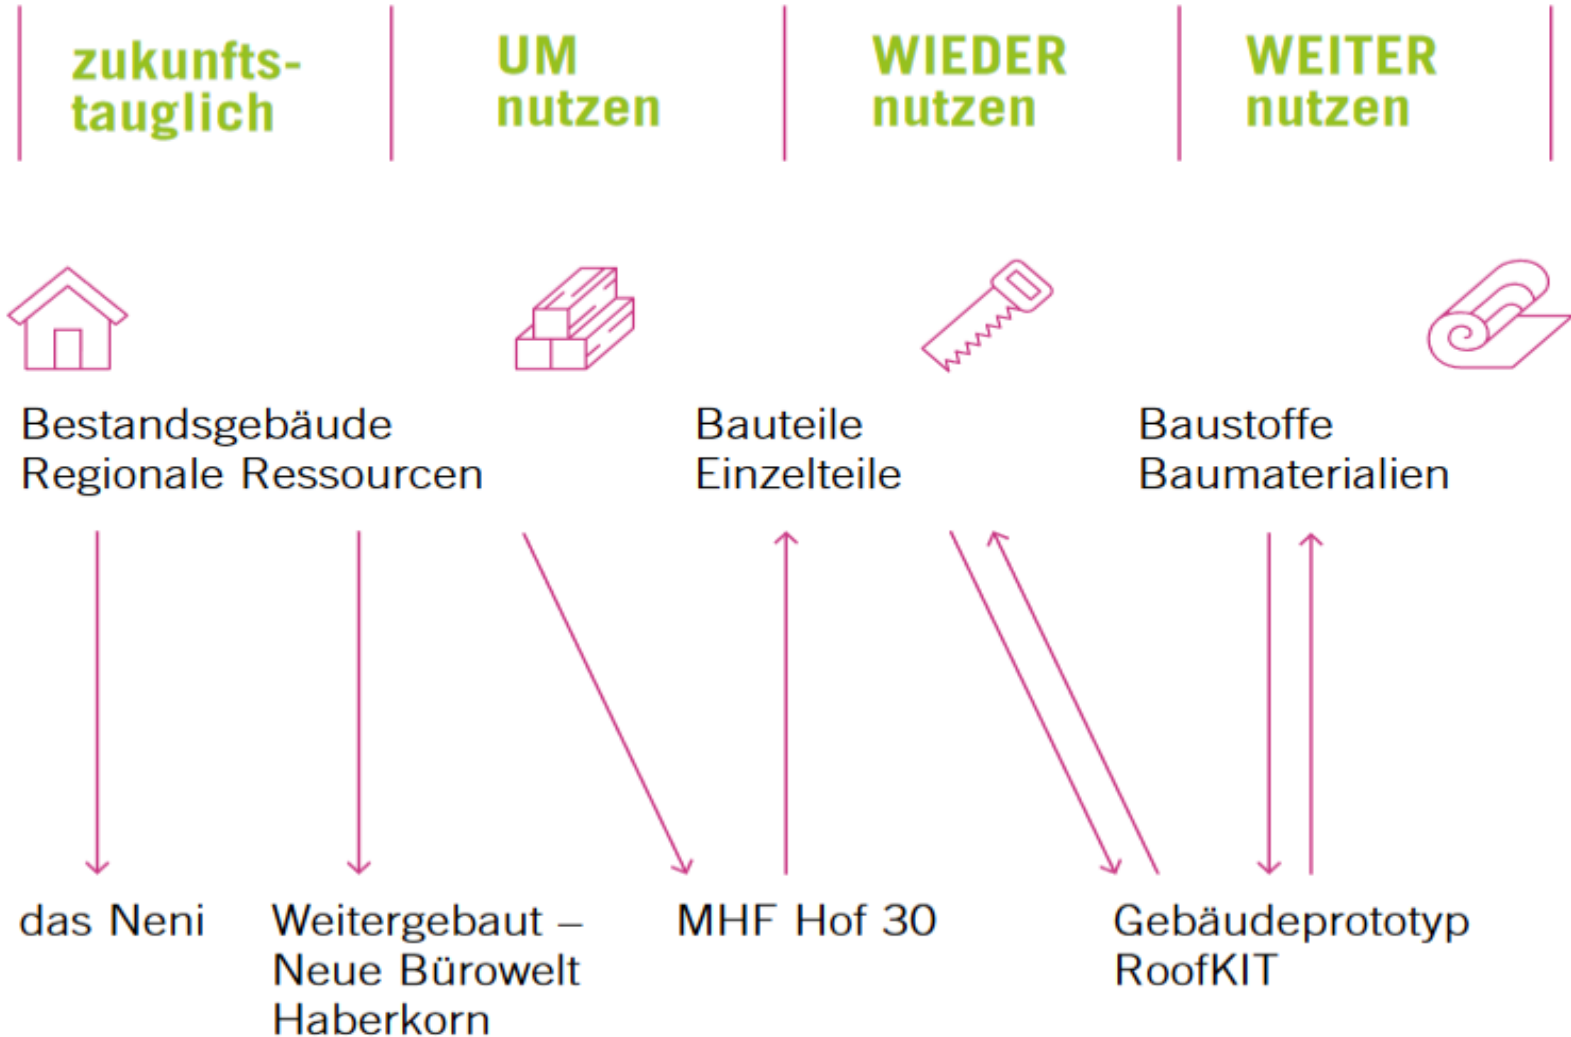 zukunfts-
tauglich
UM
nutzen
WIEDER
nutzen
WEITER
nutzen
Bestandsgebäude
Regionale Ressourcen
Bauteile
Einzelteile
Baustoffe
Baumaterialien
das Neni
Weitergebaut –
Neue Bürowelt
Haberkorn
MHF Hof 30
Gebäudeprototyp
RoofKIT